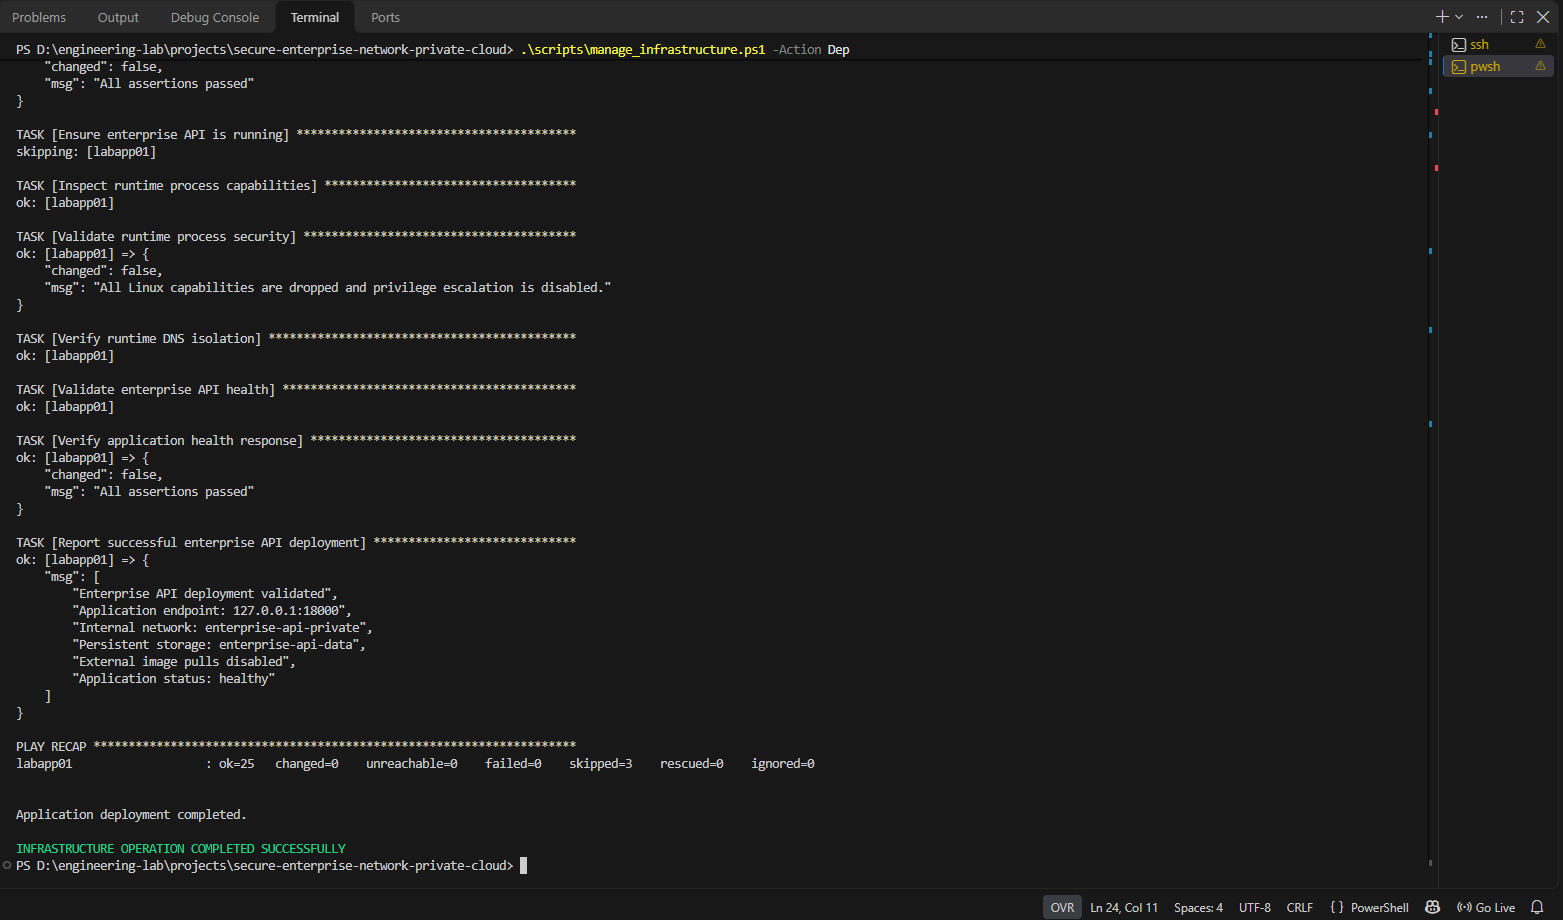 Problems Output Debug Console Terminal Ports
PS D:\engineering-lab\projects\secure-enterprise-network-private-cloud> .\scripts\manage_infrastructure.ps1 -Action Dep
ssh
pwsh
    "changed": false,
    "msg": "All assertions passed"
}
TASK [Ensure enterprise API is running] ****************************************
skipping: [labapp01]
TASK [Inspect runtime process capabilities] ************************************
ok: [labapp01]
TASK [Validate runtime process security] ***************************************
ok: [labapp01] => {
    "changed": false,
    "msg": "All Linux capabilities are dropped and privilege escalation is disabled."
}
TASK [Verify runtime DNS isolation] ********************************************
ok: [labapp01]
TASK [Validate enterprise API health] ******************************************
ok: [labapp01]
TASK [Verify application health response] **************************************
ok: [labapp01] => {
    "changed": false,
    "msg": "All assertions passed"
}
TASK [Report successful enterprise API deployment] *****************************
ok: [labapp01] => {
    "msg": [
        "Enterprise API deployment validated",
        "Application endpoint: 127.0.0.1:18000",
        "Internal network: enterprise-api-private",
        "Persistent storage: enterprise-api-data",
        "External image pulls disabled",
        "Application status: healthy"
    ]
}
PLAY RECAP *********************************************************************
labapp01                   : ok=25   changed=0    unreachable=0    failed=0    skipped=3    rescued=0    ignored=0
Application deployment completed.
INFRASTRUCTURE OPERATION COMPLETED SUCCESSFULLY
PS D:\engineering-lab\projects\secure-enterprise-network-private-cloud>
OVR Ln 24, Col 11 Spaces: 4 UTF-8 CRLF { } PowerShell Go Live